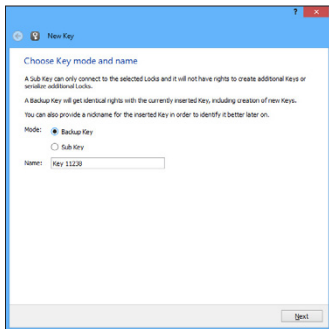 New Key
Choose Key mode and name
A Sub Key can only connect to the selected Locks and it will not have rights to create additional Keys or
serialize additional Locks.
A Backup Key will get identical rights with the currently inserted Key, including creation of new Keys.
You can also provide a nickname for the inserted Key in order to identify it better later on.
Mode: Backup Key
Sub Key
Name: Key 11238
Next